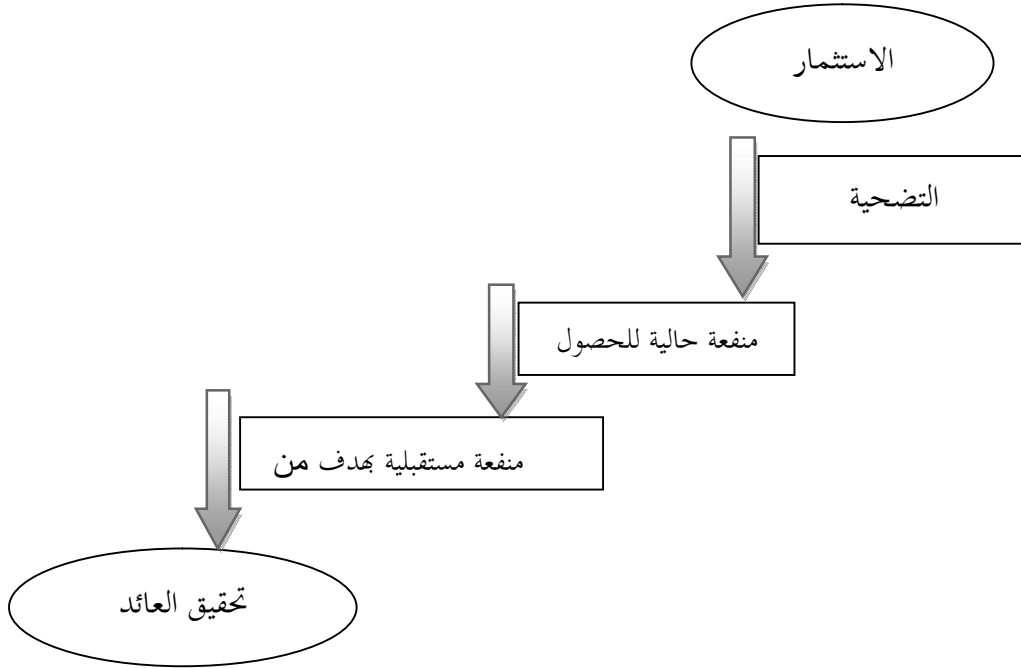 الاستثمار
التضحية
منفعة حالية للحصول
منفعة مستقبلية بهدف من
تحقيق العائد